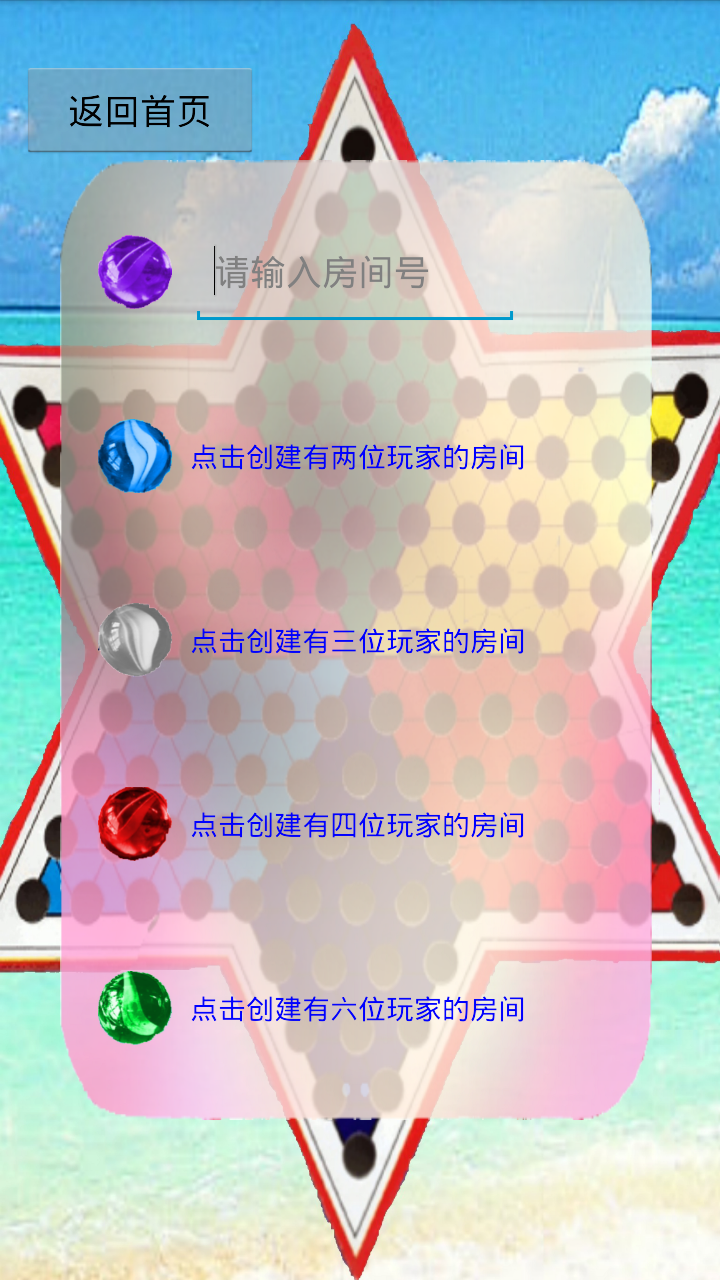 返回首页
请输入房间号
点击创建有两位玩家的房间
点击创建有三位玩家的房间
点击创建有四位玩家的房间
点击创建有六位玩家的房间